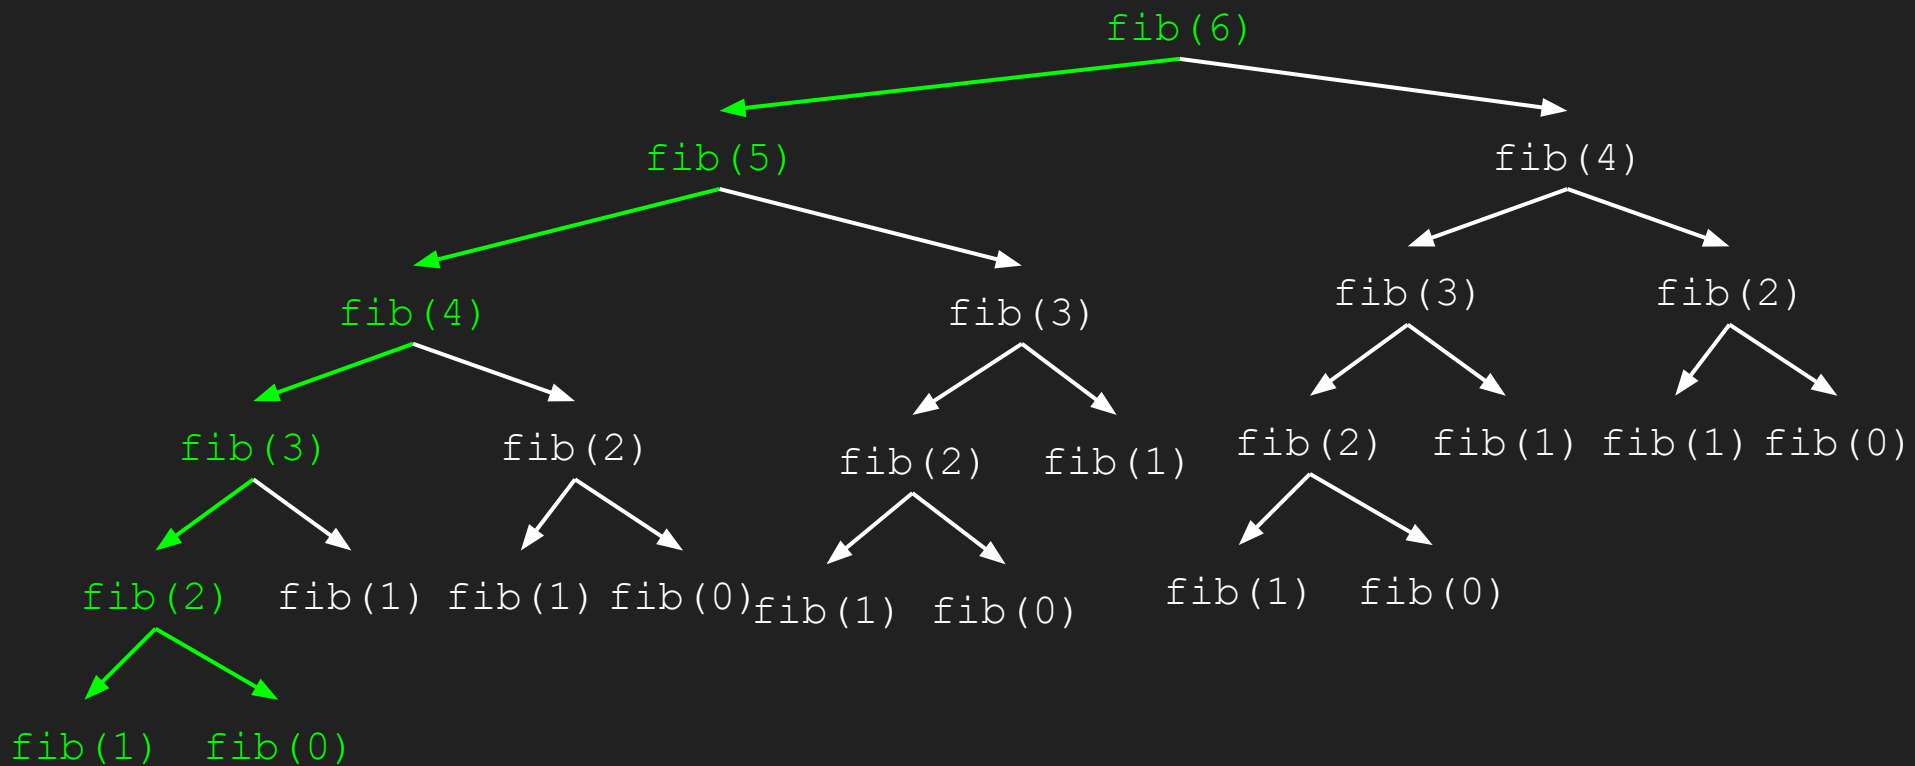 fib(6)
fib(5) fib(4)
fib(4) fib(3) fib(3) fib(2)
fib(3) fib(2) fib(2) fib(1) fib(2) fib(1) fib(1) fib(0)
fib(2) fib(1) fib(1) fib(0) fib(1) fib(0) fib(1) fib(0)
fib(1) fib(0)